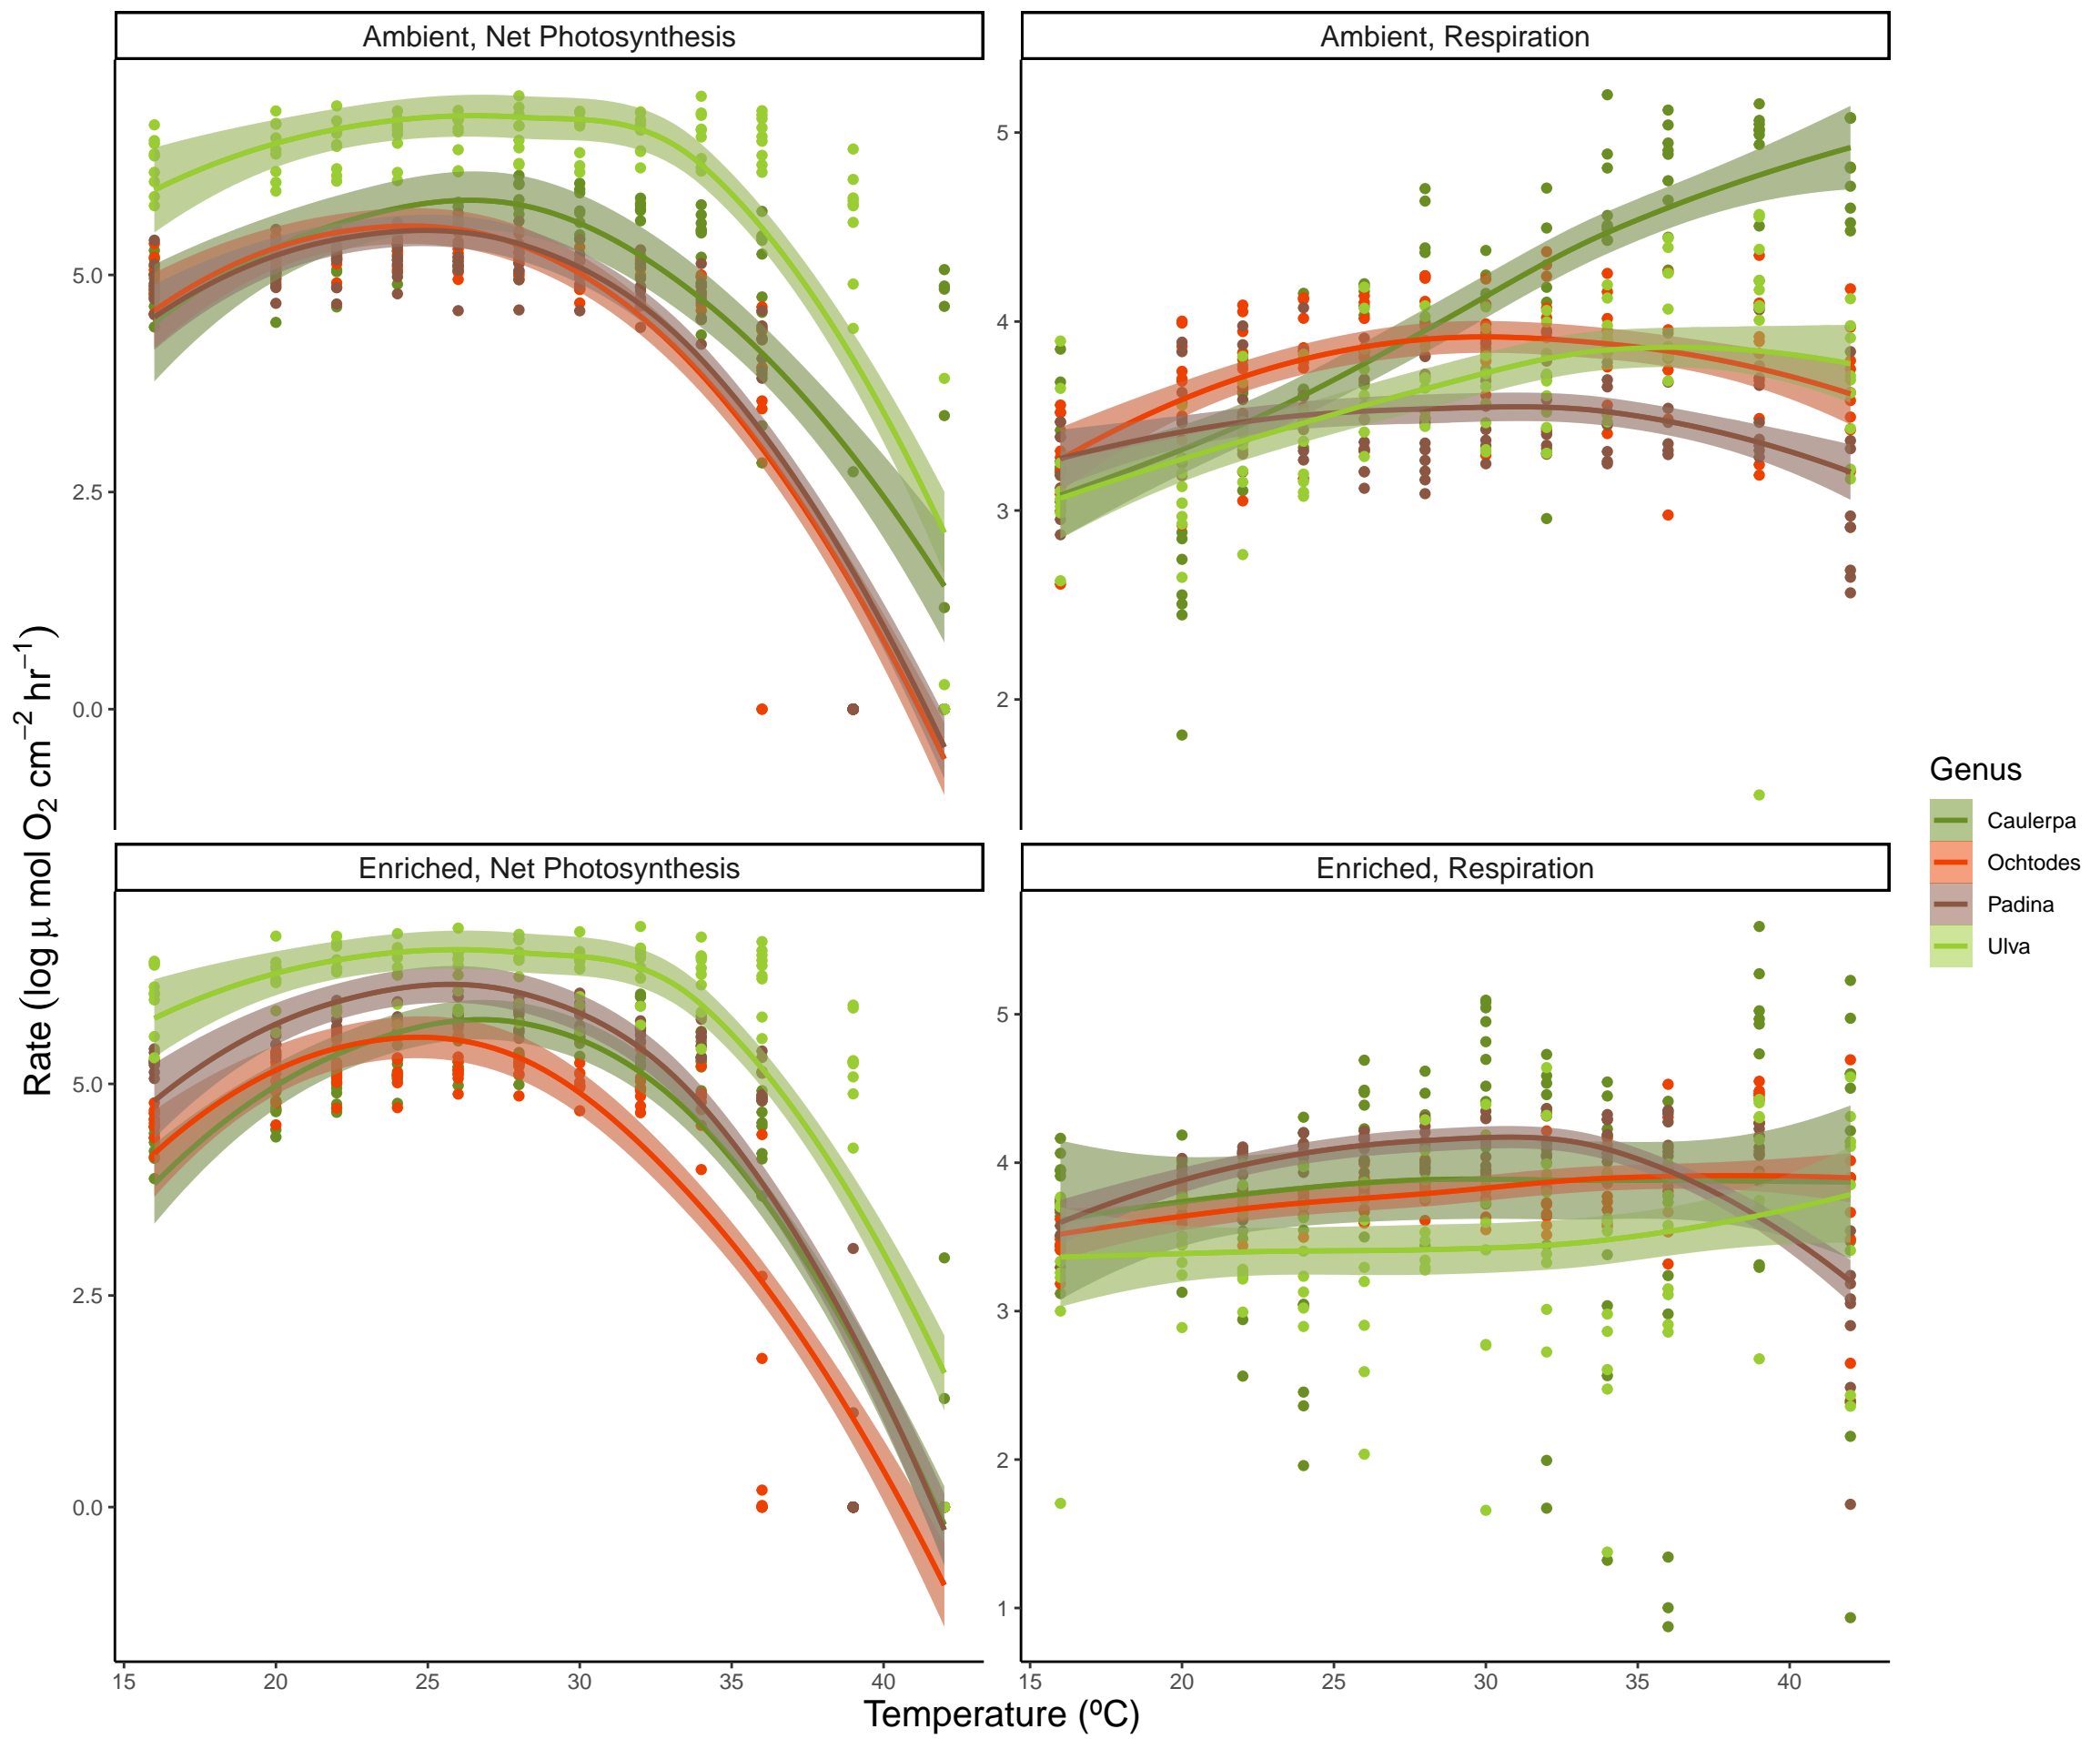 Ambient, Net Photosynthesis
Ambient, Respiration
5.0
2.5
0.0
5
4
3
2
Enriched, Net Photosynthesis
Enriched, Respiration
5.0
2.5
0.0
5
4
3
2
1
15 20 25 30 35 40
15 20 25 30 35 40
Temperature (ºC)
Rate (log μ mol O₂ cm⁻² hr⁻¹)
Genus
Caulerpa
Ochtodes
Padina
Ulva